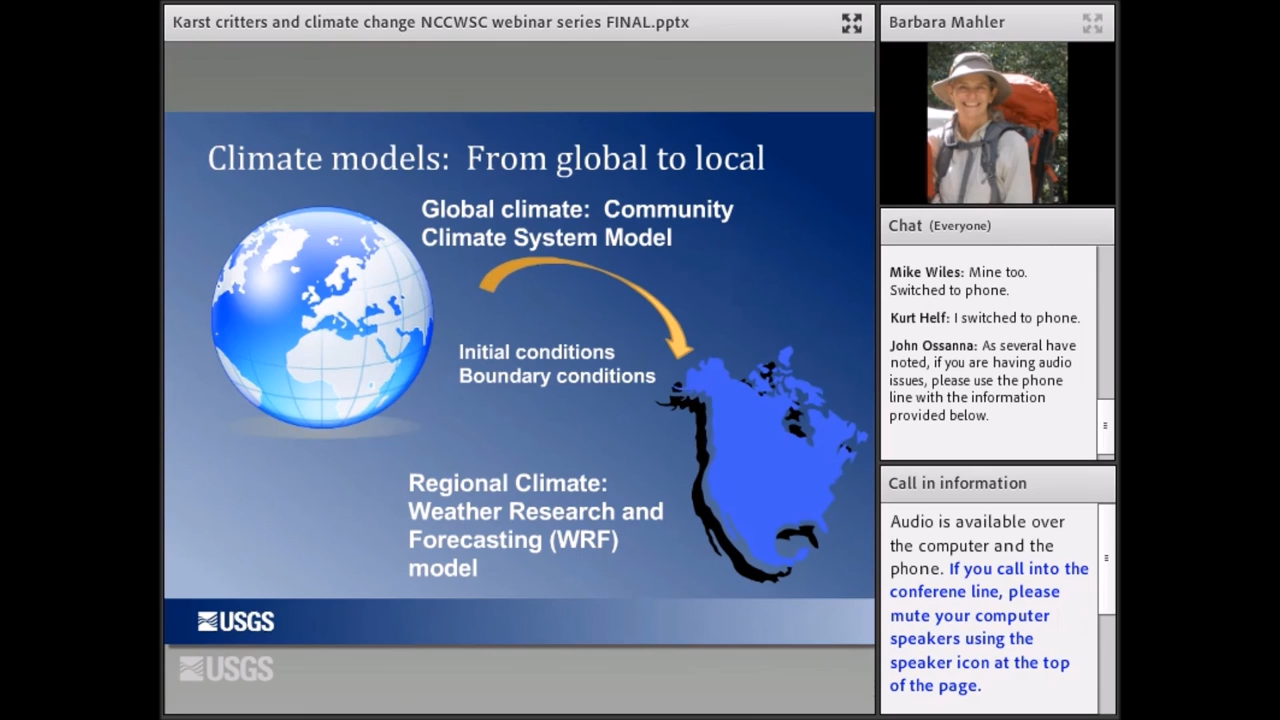 Karst critters and climate change NCCWSC webinar series FINAL.pptx
Climate models:  From global to local
Global climate:  Community
Climate System Model
Initial conditions
Boundary conditions
Regional Climate:
Weather Research and
Forecasting (WRF)
model
USGS
USGS
Barbara Mahler
Chat (Everyone)
Mike Wiles: Mine too.
Switched to phone.
Kurt Helf: I switched to phone.
John Ossanna: As several have
noted, if you are having audio
issues, please use the phone
line with the information
provided below.
Call in information
Audio is available over
the computer and the
phone. If you call into the
conferene line, please
mute your computer
speakers using the
speaker icon at the top
of the page.